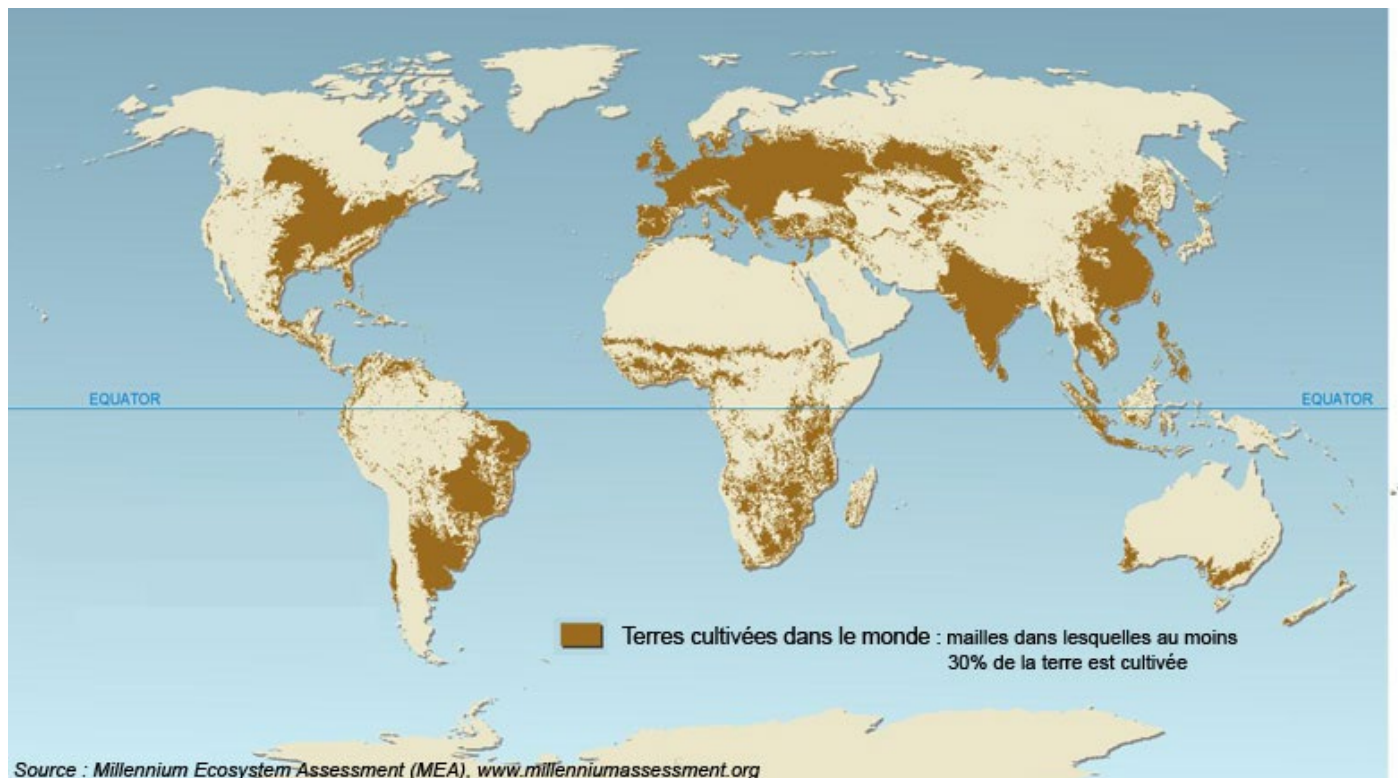 EQUATOR
EQUATOR
Terres cultivées dans le monde : mailles dans lesquelles au moins
30% de la terre est cultivée
Source : Millennium Ecosystem Assessment (MEA), www.millenniumassessment.org